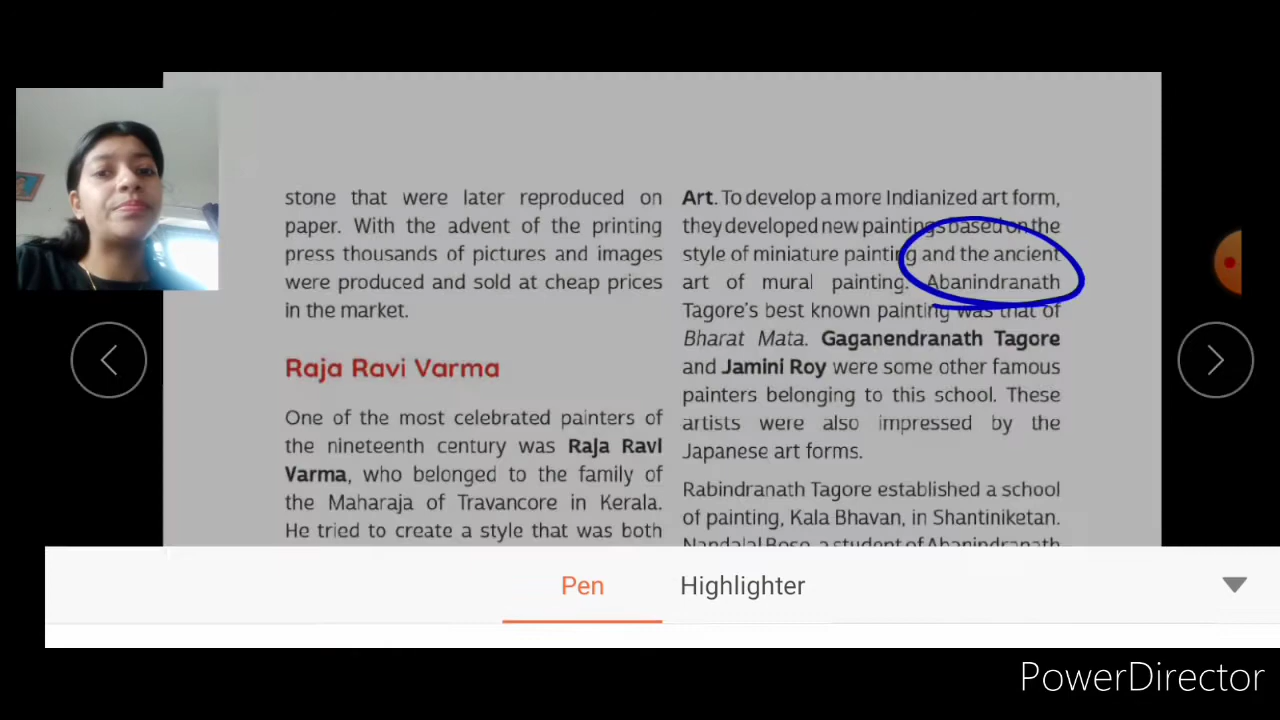 stone that were later reproduced on
paper. With the advent of the printing
press thousands of pictures and images
were produced and sold at cheap prices
in the market.
Raja Ravi Varma
One of the most celebrated painters of
the nineteenth century was Raja Ravi
Varma, who belonged to the family of
the Maharaja of Travancore in Kerala.
He tried to create a style that was both
Art. To develop a more Indianized art form,
they developed new paintings based on the
style of miniature painting and the ancient
art of mural painting. Abanindranath
Tagore's best known painting was that of
Bharat Mata. Gaganendranath Tagore
and Jamini Roy were some other famous
painters belonging to this school. These
artists were also impressed by the
Japanese art forms.
Rabindranath Tagore established a school
of painting, Kala Bhavan, in Shantiniketan.
Nandalal Bose, a student of Abanindranath
Pen
Highlighter
PowerDirector